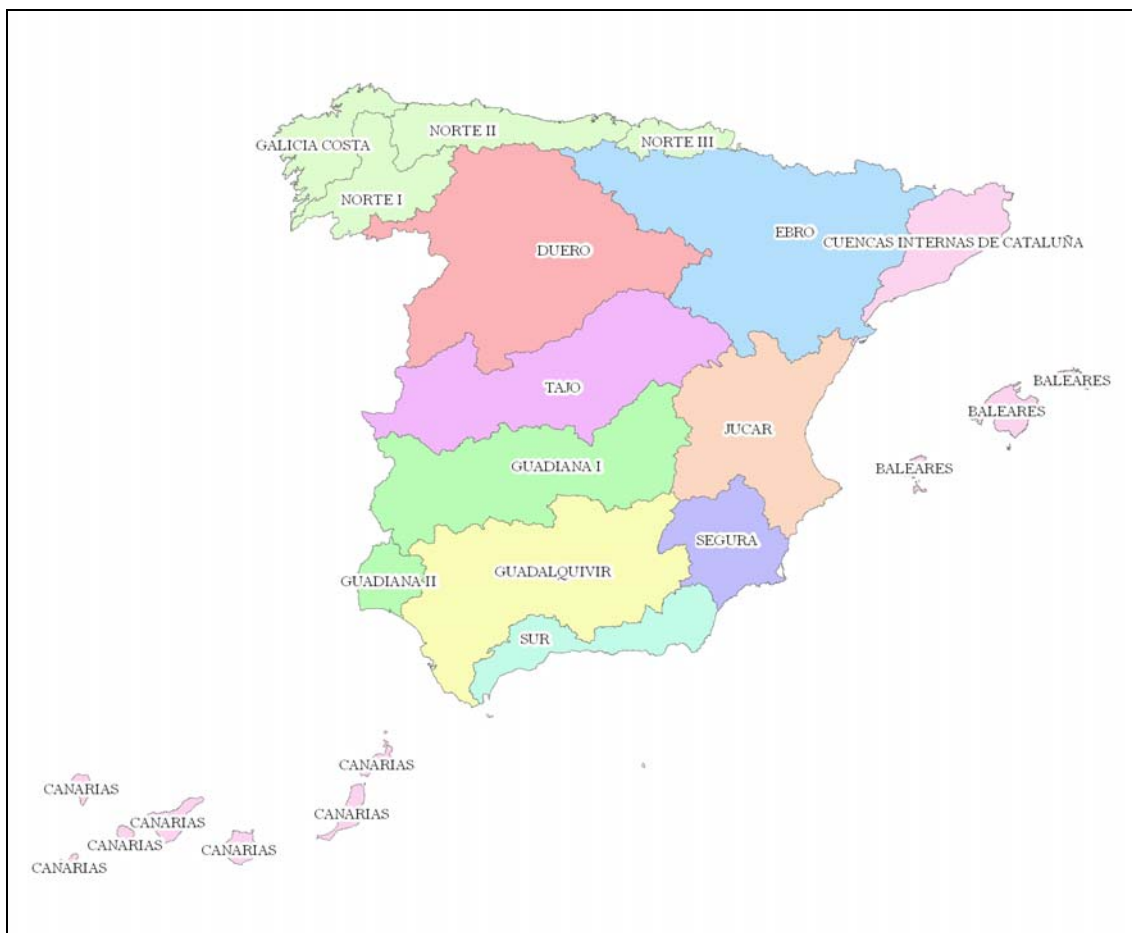 NORTE II
GALICIA COSTA
NORTE III
NORTE I
EBRO
CUENCAS INTERNAS DE CATALUÑA
DUERO
BALEARES
TAJO
BALEARES
JUCAR
GUADIANA I
BALEARES
SEGURA
GUADALQUIVIR
GUADIANA II
SUR
CANARIAS
CANARIAS
CANARIAS
CANARIAS
CANARIAS
CANARIAS
CANARIAS